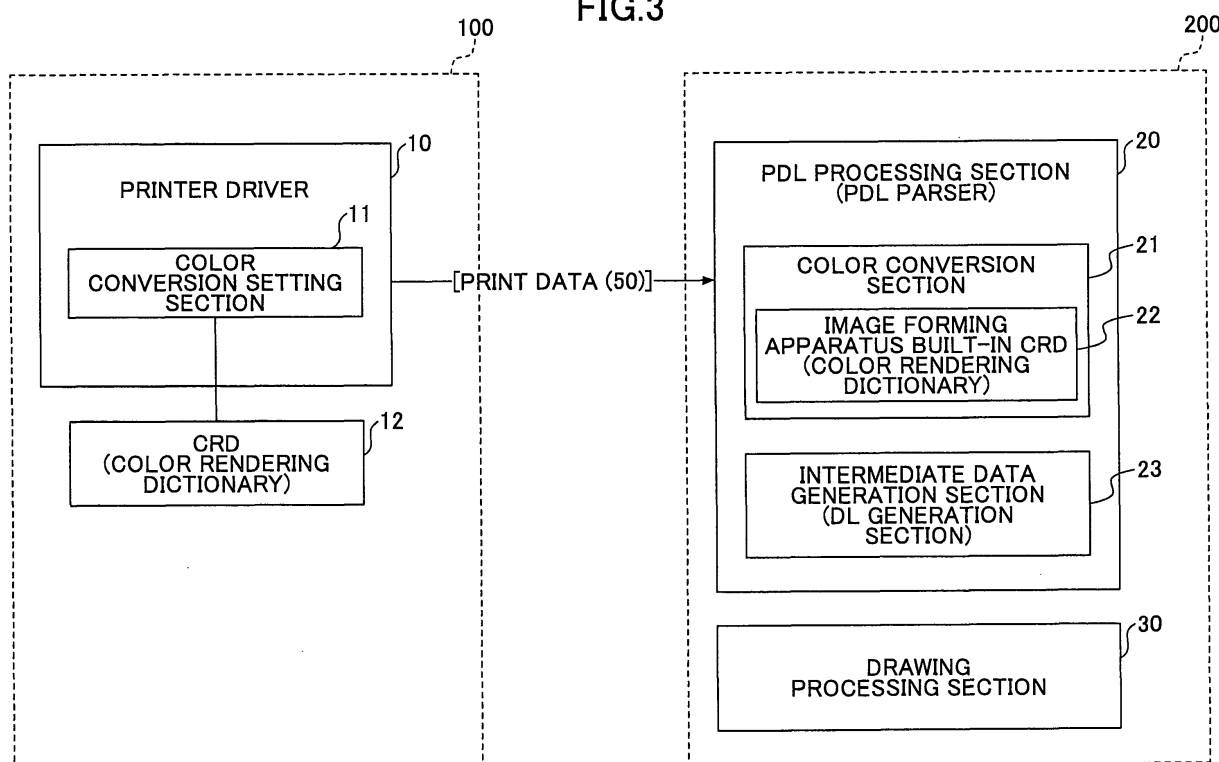 FIG.3
100
200
10
PRINTER DRIVER
11
COLOR
CONVERSION SETTING
SECTION
12
CRD
(COLOR RENDERING
DICTIONARY)
[PRINT DATA (50)]
20
PDL PROCESSING SECTION
(PDL PARSER)
21
COLOR CONVERSION
SECTION
22
IMAGE FORMING
APPARATUS BUILT-IN CRD
(COLOR RENDERING
DICTIONARY)
23
INTERMEDIATE DATA
GENERATION SECTION
(DL GENERATION
SECTION)
30
DRAWING
PROCESSING SECTION